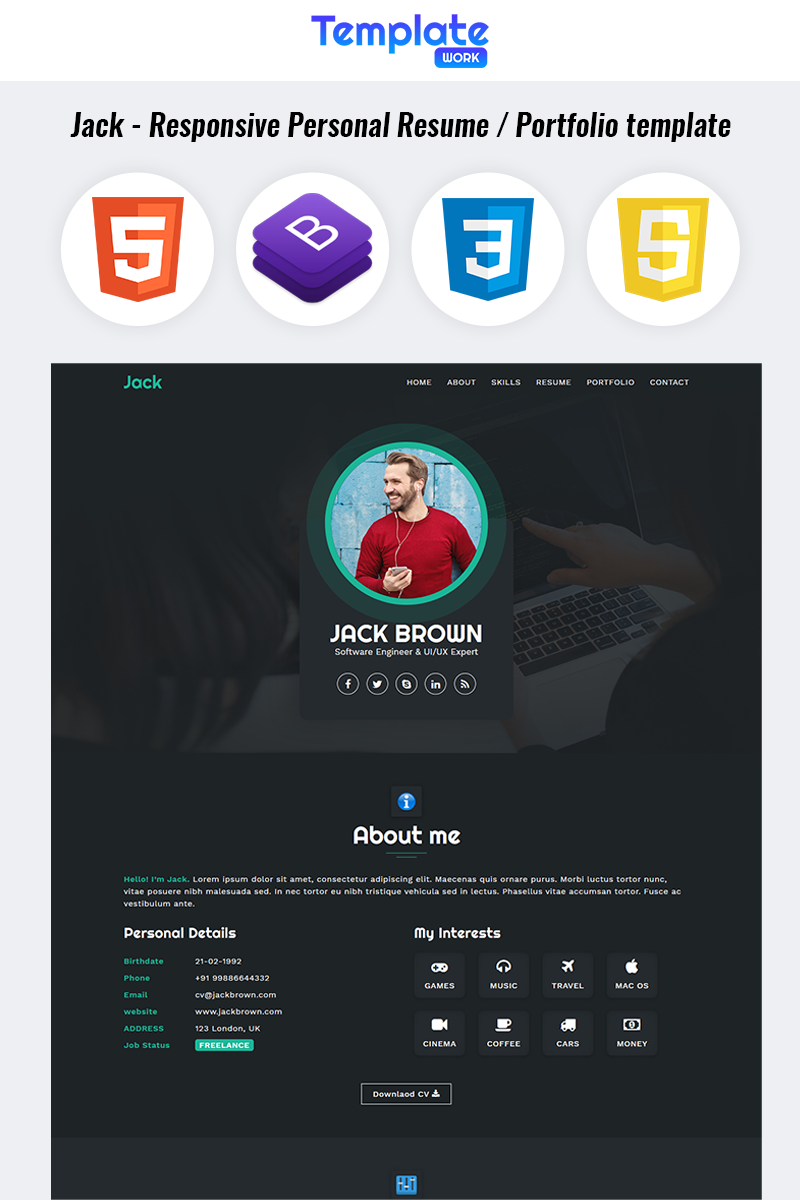 Template
WORK
Jack - Responsive Personal Resume / Portfolio template
5
B
3
S
Jack
HOME ABOUT SKILLS RESUME PORTFOLIO CONTACT
JACK BROWN
Software Engineer & UI/UX Expert
About me
Hello! I'm Jack. Lorem ipsum dolor sit amet, consectetur adipiscing elit. Maecenas quis ornare purus. Morbi luctus tortor nunc,
vitae posuere nibh malesuada sed. In nec tortor eu nibh tristique vehicula sed in lectus. Phasellus vitae accumsan tortor. Fusce ac
vestibulum ante.
Personal Details
Birthdate 21-02-1992
Phone +91 99886644332
Email cv@jackbrown.com
website www.jackbrown.com
ADDRESS 123 London, UK
Job Status FREELANCE
My Interests
GAMES MUSIC TRAVEL MAC OS
CINEMA COFFEE CARS MONEY
Downlaod CV